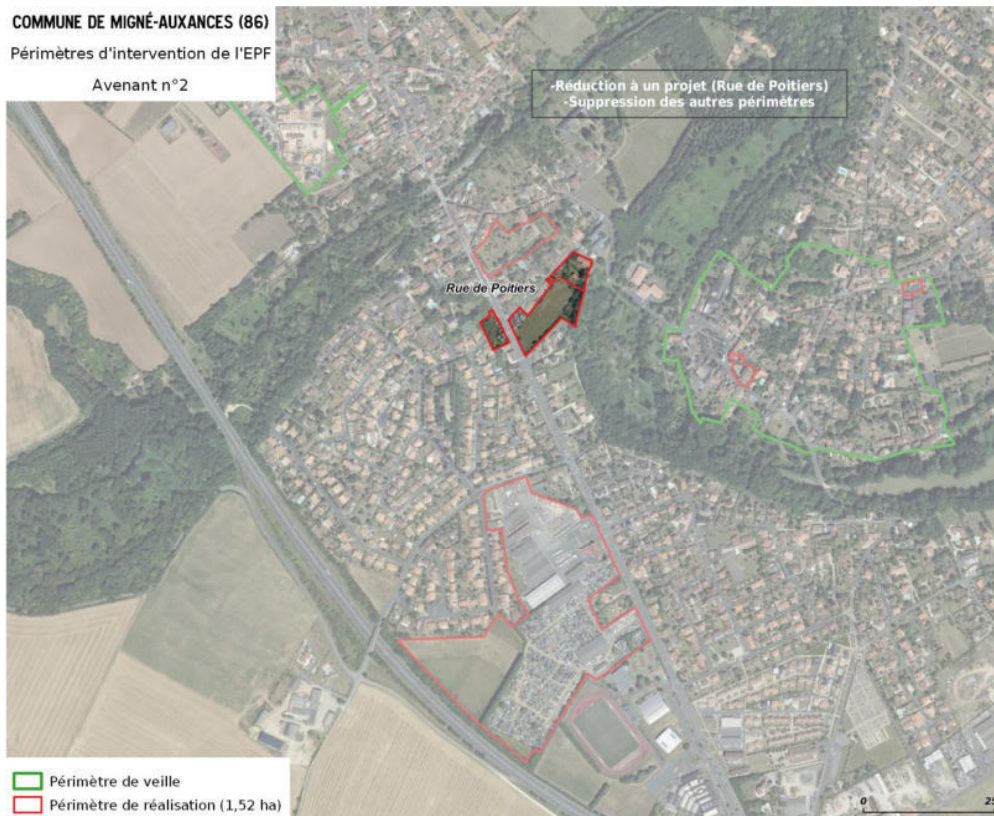 COMMUNE DE MIGNÉ-AUXANCES (86)
Périmètres d'intervention de l'EPF
Avenant n°2
-Réduction à un projet (Rue de Poitiers)
-Suppression des autres périmètres
Rue de Poitiers
Périmètre de veille
Périmètre de réalisation (1,52 ha)
0 25